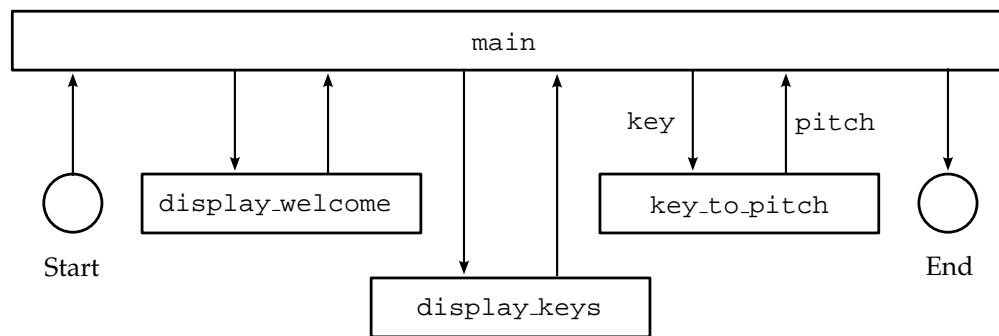 main
key
pitch
display_welcome
key_to_pitch
Start
End
display_keys